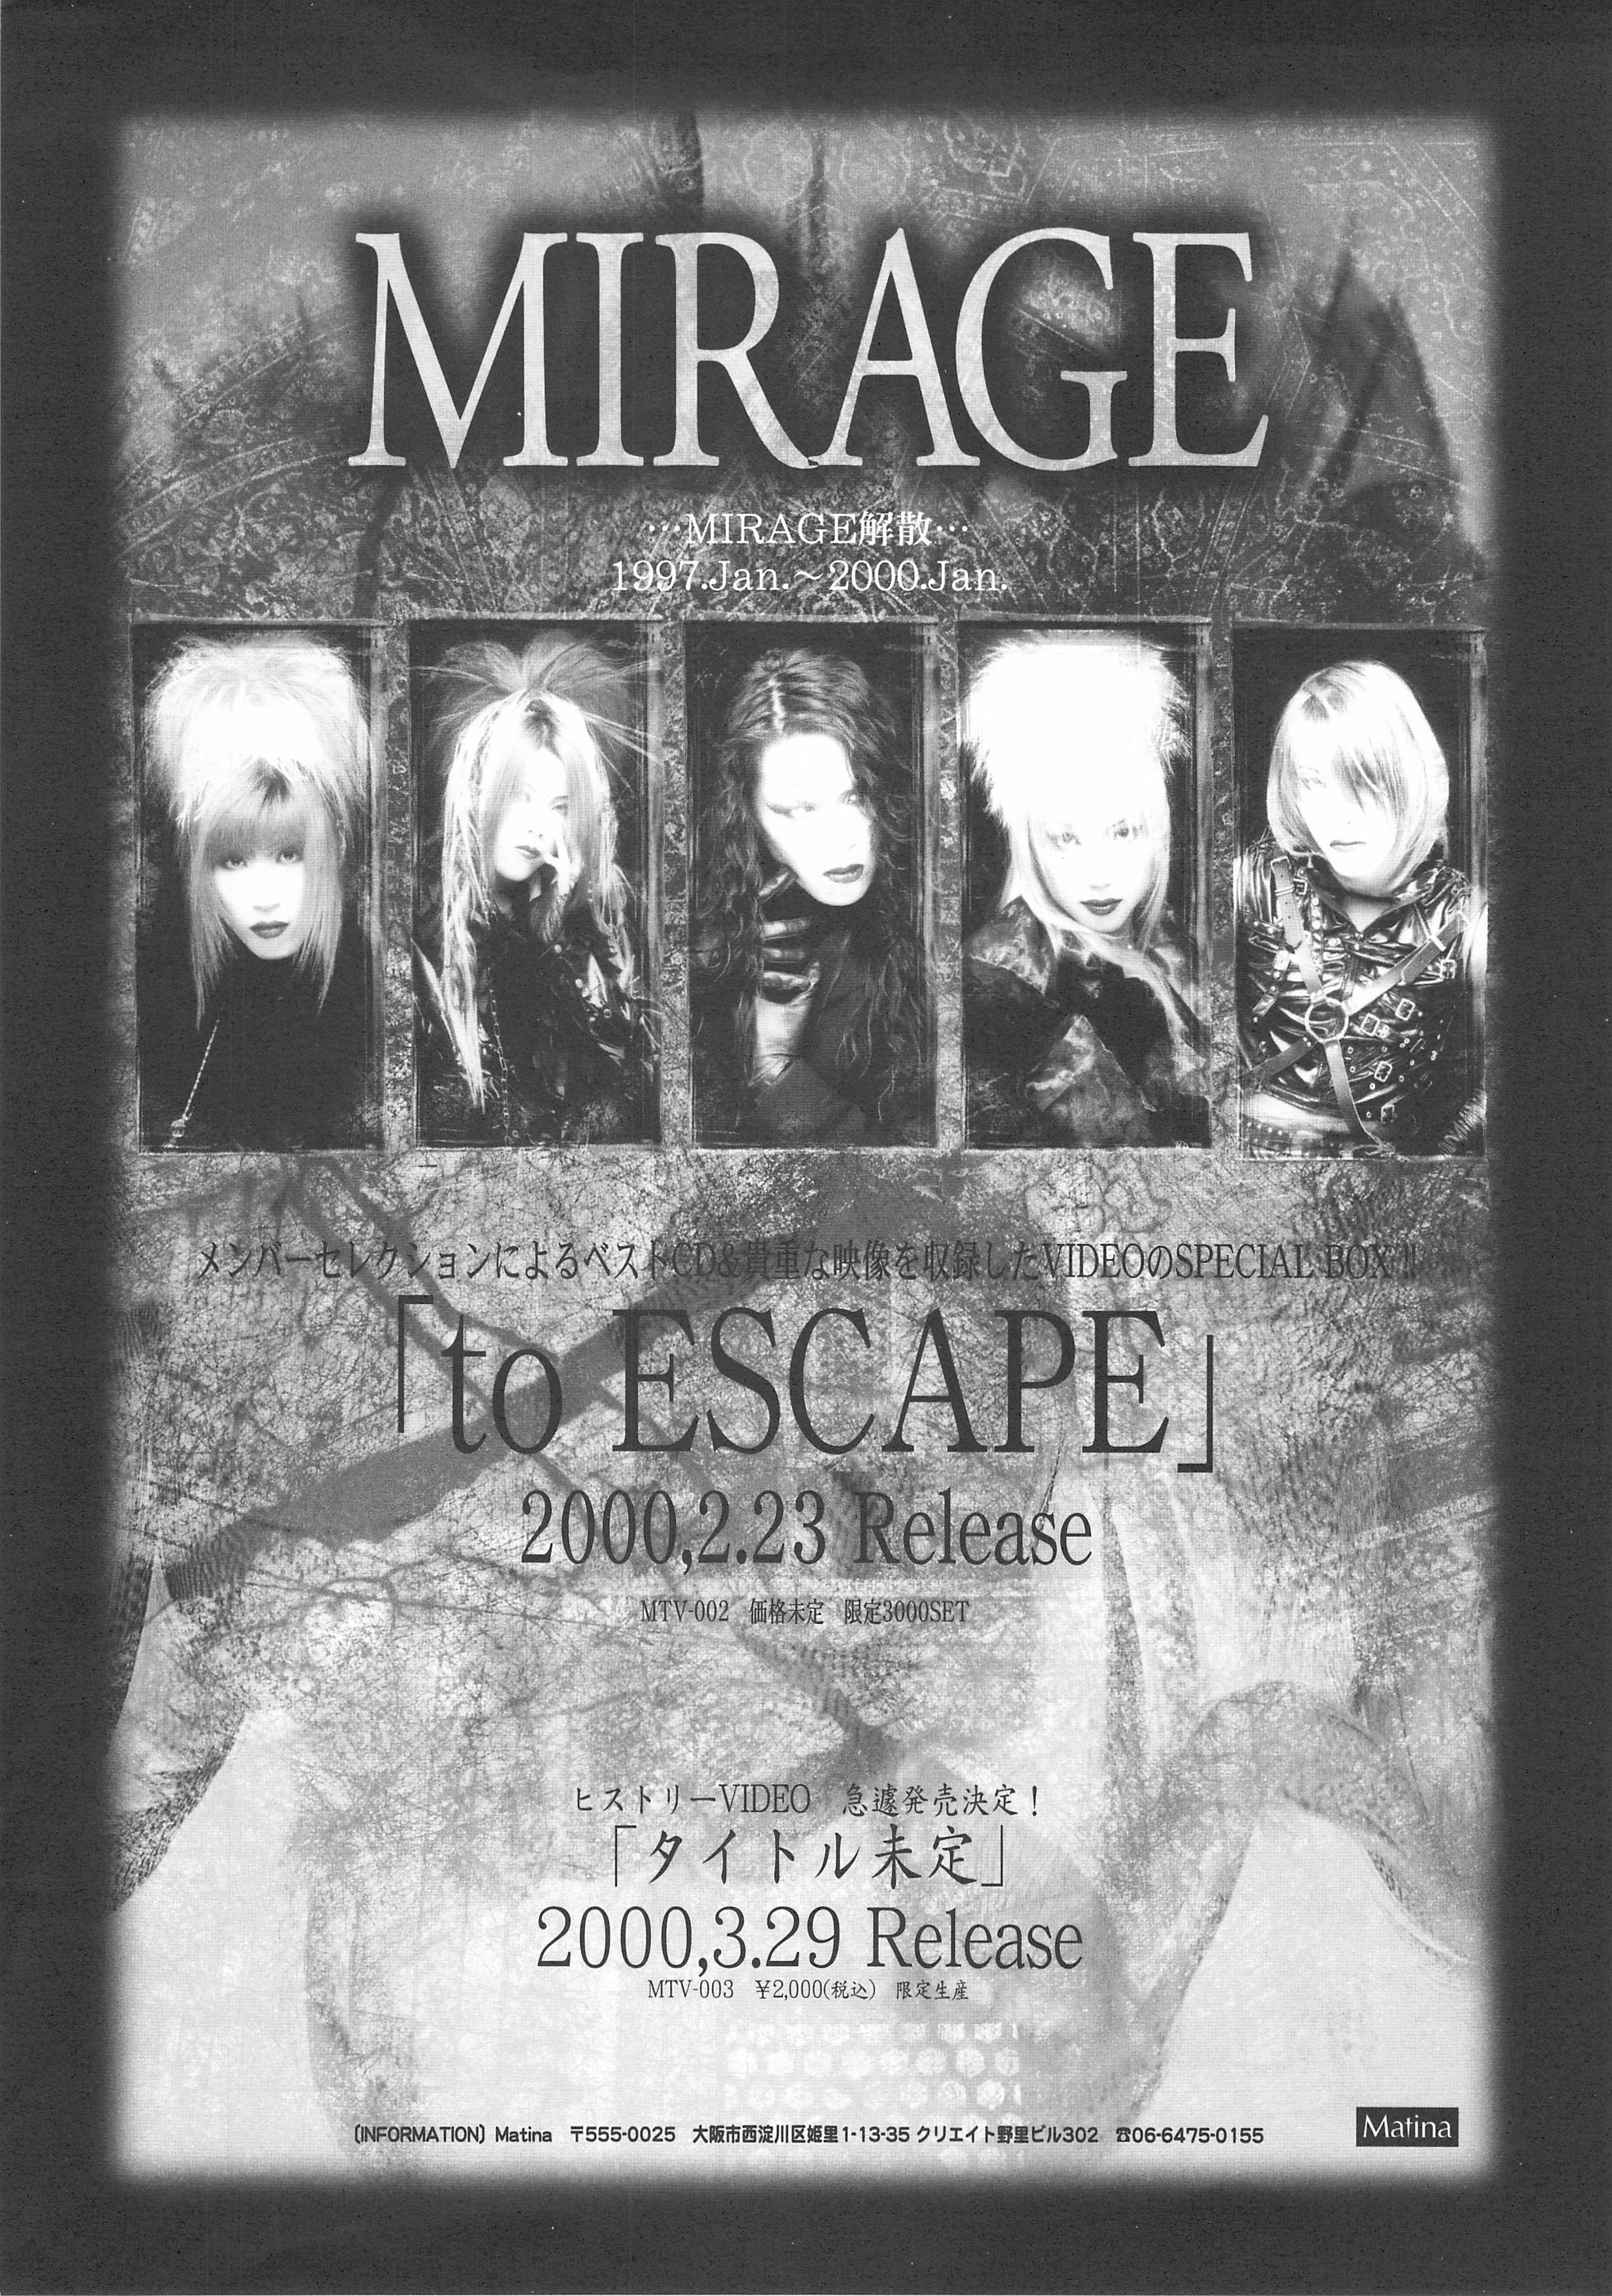 MIRAGE
…MIRAGE解散…
1997.Jan.～2000.Jan.
メンバーセレクションによるベストCD&貴重な映像を収録したVIDEOのSPECIAL BOX!!
「to ESCAPE」
2000,2.23 Release
MTV-002　価格未定　限定3000SET
ヒストリーVIDEO　急遽発売決定！
「タイトル未定」
2000,3.29 Release
MTV-003　¥2,000(税込)　限定生産
〔INFORMATION〕Matina　〒555-0025　大阪市西淀川区姫里1-13-35 クリエイト野里ビル302　☎06-6475-0155
Matina